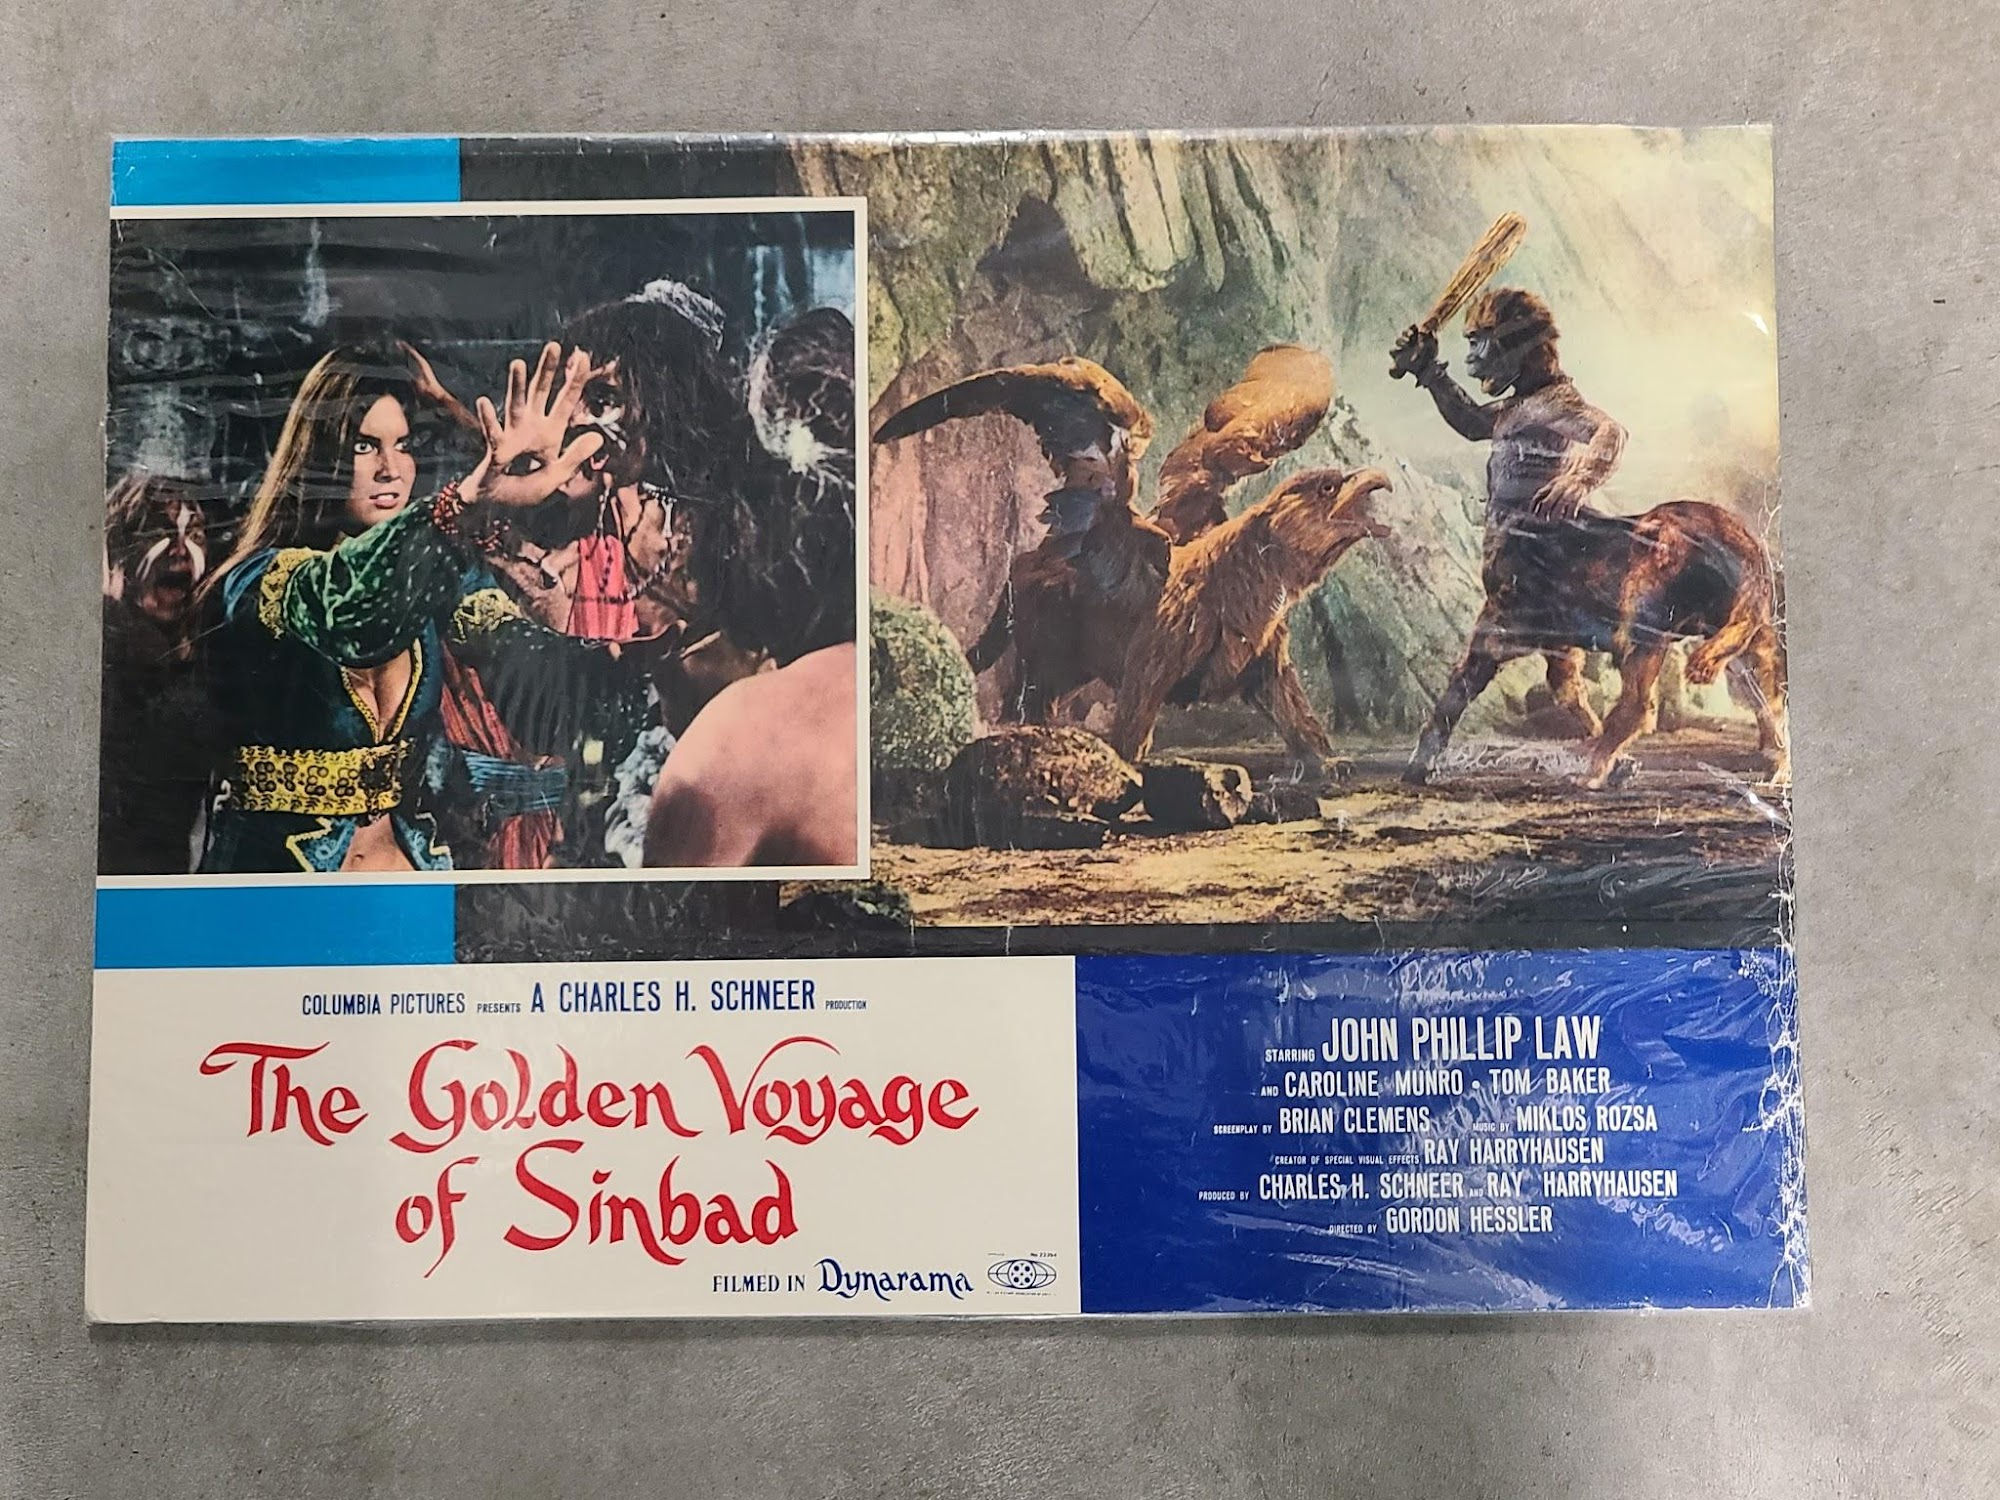 COLUMBIA PICTURES PRESENTS A CHARLES H. SCHNEER PRODUCTION
The Golden Voyage
of Sinbad
FILMED IN Dynarama
STARRING JOHN PHILLIP LAW
AND CAROLINE MUNRO • TOM BAKER
SCREENPLAY BY BRIAN CLEMENS MUSIC BY MIKLOS ROZSA
CREATOR OF SPECIAL VISUAL EFFECTS RAY HARRYHAUSEN
PRODUCED BY CHARLES H. SCHNEER AND RAY HARRYHAUSEN
DIRECTED BY GORDON HESSLER